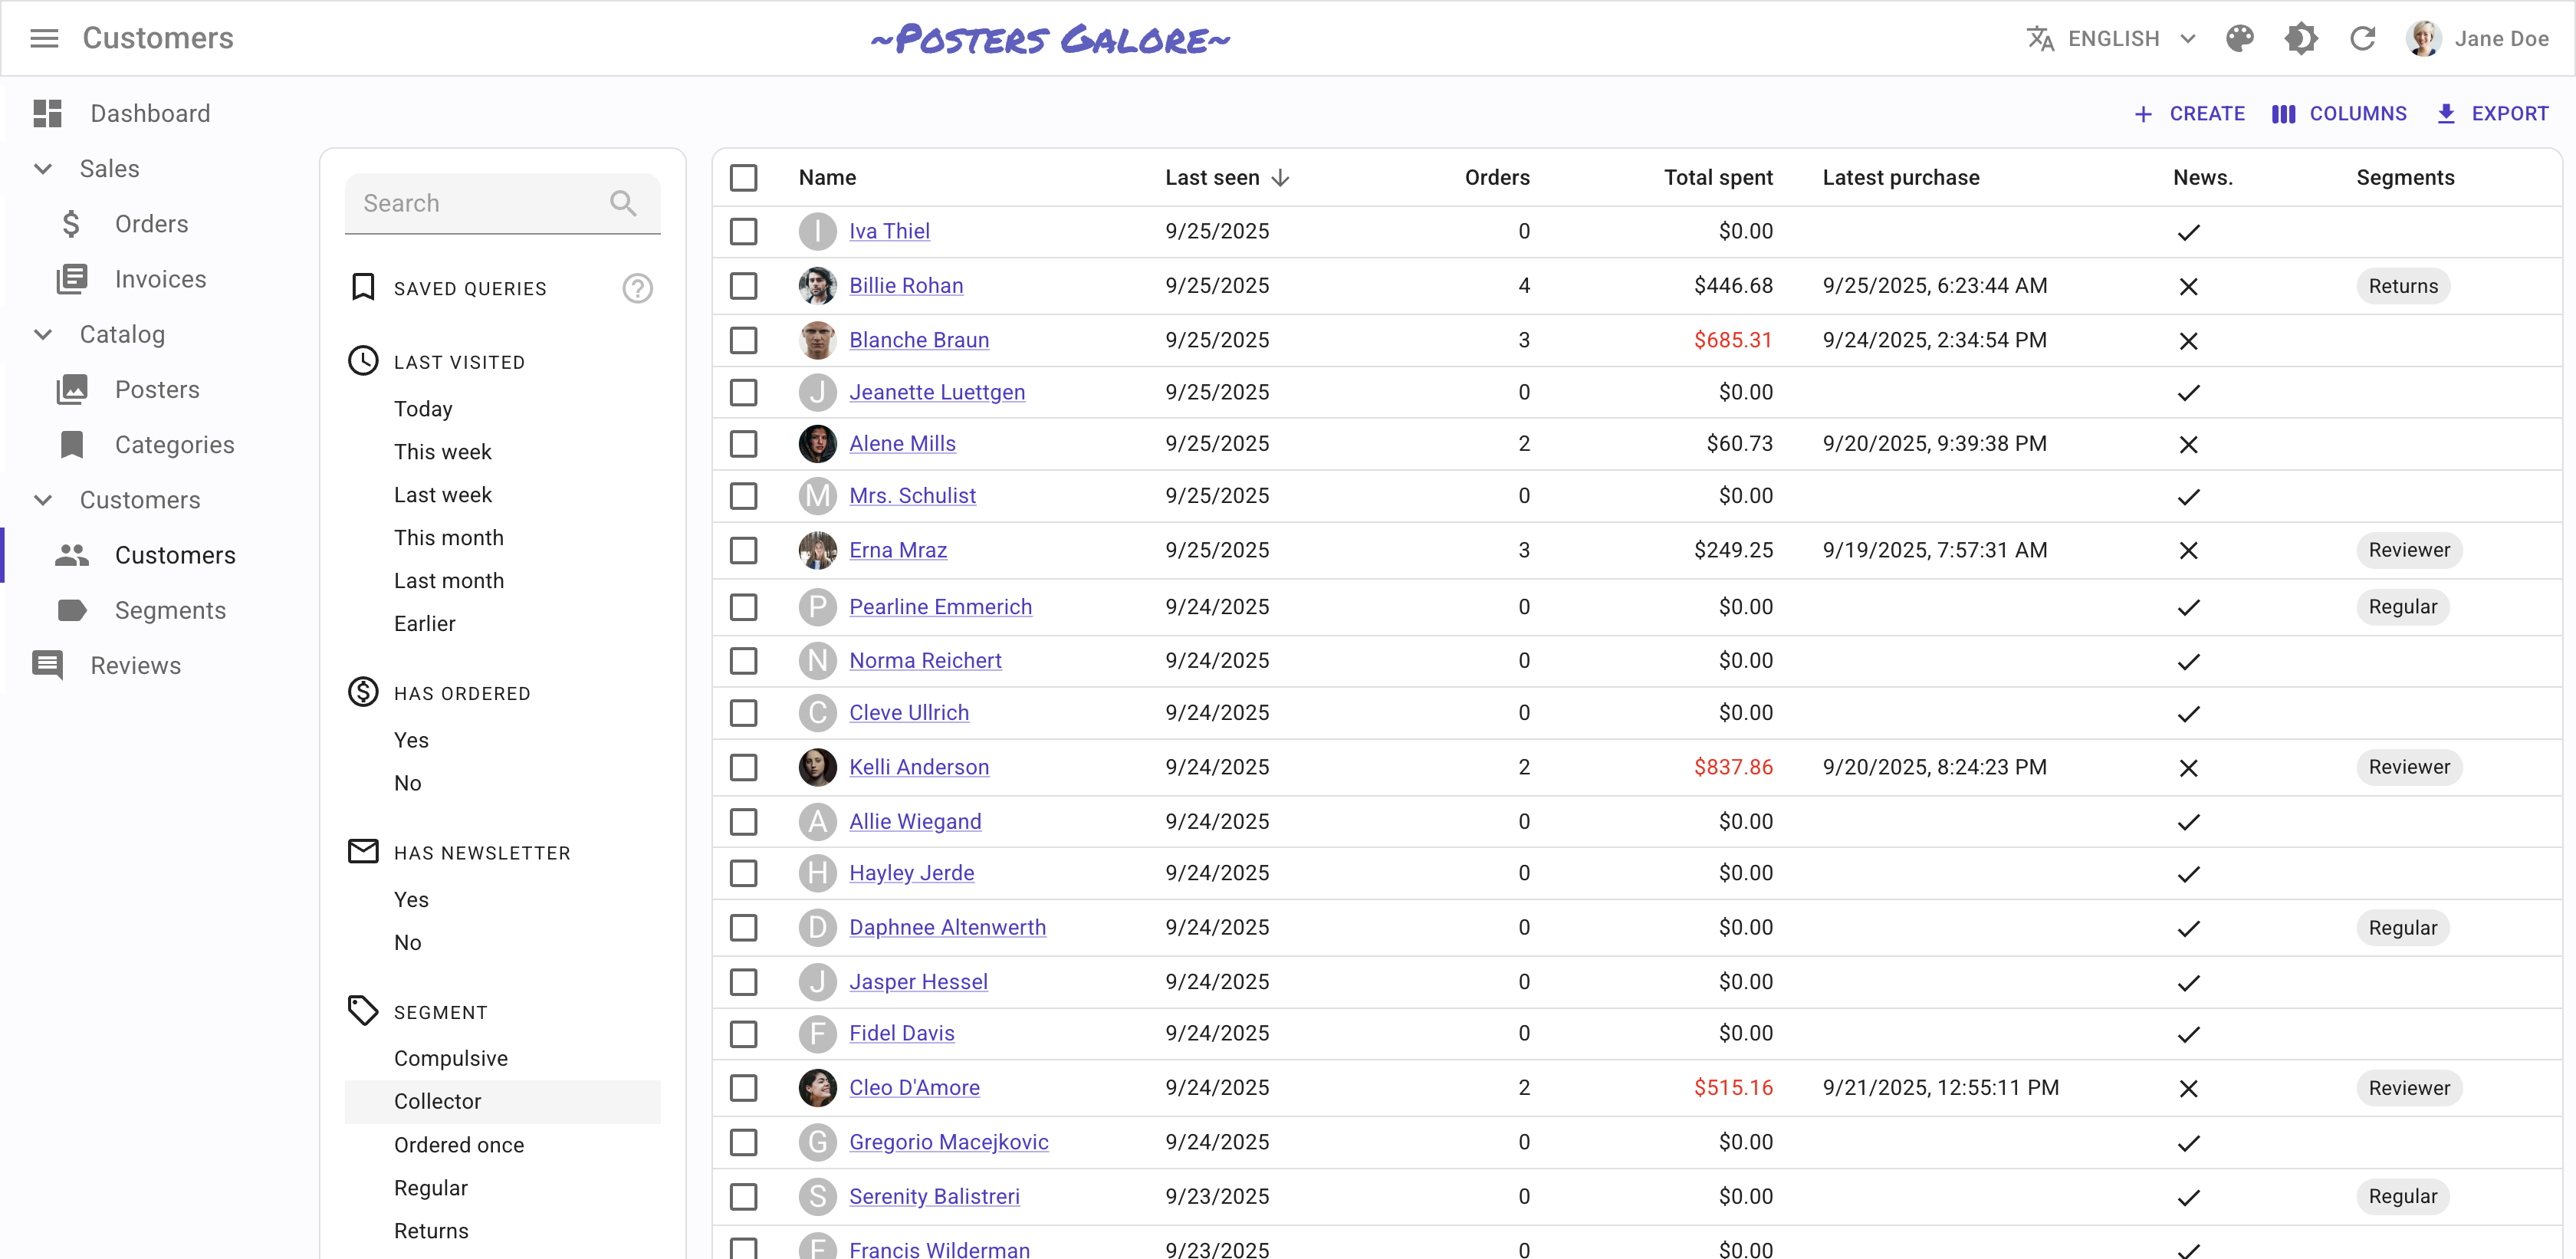 Customers
~Posters Galore~
ENGLISH
Jane Doe
Dashboard
Sales
Orders
Invoices
Catalog
Posters
Categories
Customers
Customers
Segments
Reviews
CREATE
COLUMNS
EXPORT
Search
SAVED QUERIES
?
LAST VISITED
Today
This week
Last week
This month
Last month
Earlier
HAS ORDERED
Yes
No
HAS NEWSLETTER
Yes
No
SEGMENT
Compulsive
Collector
Ordered once
Regular
Returns
Name Last seen Orders Total spent Latest purchase News. Segments
I Iva Thiel 9/25/2025 0 $0.00
Billie Rohan 9/25/2025 4 $446.68 9/25/2025, 6:23:44 AM Returns
Blanche Braun 9/25/2025 3 $685.31 9/24/2025, 2:34:54 PM
J Jeanette Luettgen 9/25/2025 0 $0.00
Alene Mills 9/25/2025 2 $60.73 9/20/2025, 9:39:38 PM
M Mrs. Schulist 9/25/2025 0 $0.00
Erna Mraz 9/25/2025 3 $249.25 9/19/2025, 7:57:31 AM Reviewer
P Pearline Emmerich 9/24/2025 0 $0.00 Regular
N Norma Reichert 9/24/2025 0 $0.00
C Cleve Ullrich 9/24/2025 0 $0.00
Kelli Anderson 9/24/2025 2 $837.86 9/20/2025, 8:24:23 PM Reviewer
A Allie Wiegand 9/24/2025 0 $0.00
H Hayley Jerde 9/24/2025 0 $0.00
D Daphnee Altenwerth 9/24/2025 0 $0.00 Regular
J Jasper Hessel 9/24/2025 0 $0.00
F Fidel Davis 9/24/2025 0 $0.00
Cleo D'Amore 9/24/2025 2 $515.16 9/21/2025, 12:55:11 PM Reviewer
G Gregorio Macejkovic 9/24/2025 0 $0.00
S Serenity Balistreri 9/23/2025 0 $0.00 Regular
F Francis Wilderman 9/23/2025 0 $0.00